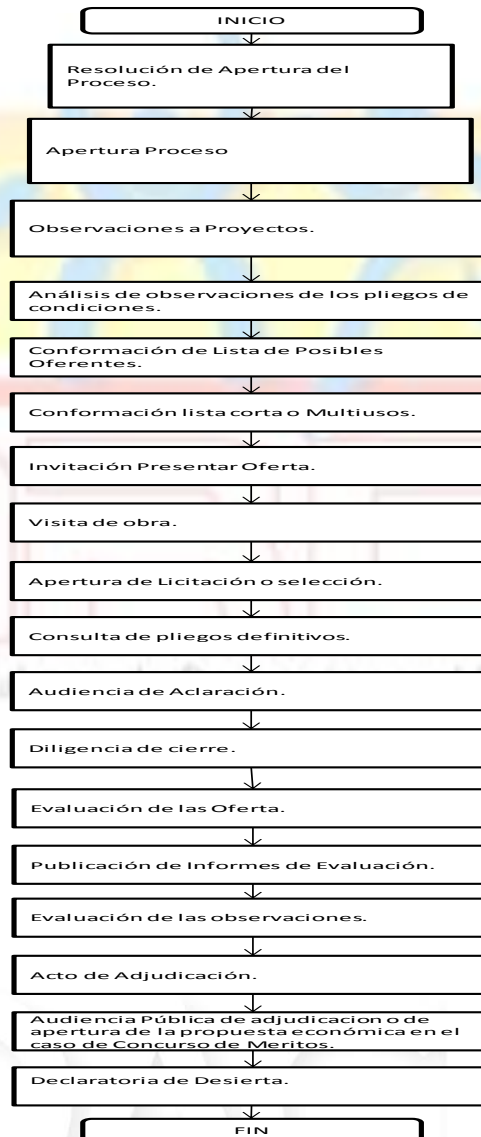 INICIO
Resolución de Apertura del
Proceso.
Apertura Proceso
Observaciones a Proyectos.
Análisis de observaciones de los pliegos de
condiciones.
Conformación de Lista de Posibles
Oferentes.
Conformación lista corta o Multiusos.
Invitación Presentar Oferta.
Visita de obra.
Apertura de Licitación o selección.
Consulta de pliegos definitivos.
Audiencia de Aclaración.
Diligencia de cierre.
Evaluación de las Oferta.
Publicación de Informes de Evaluación.
Evaluación de las observaciones.
Acto de Adjudicación.
Audiencia Pública de adjudicacion o de
apertura de la propuesta económica en el
caso de Concurso de Meritos.
Declaratoria de Desierta.
FIN